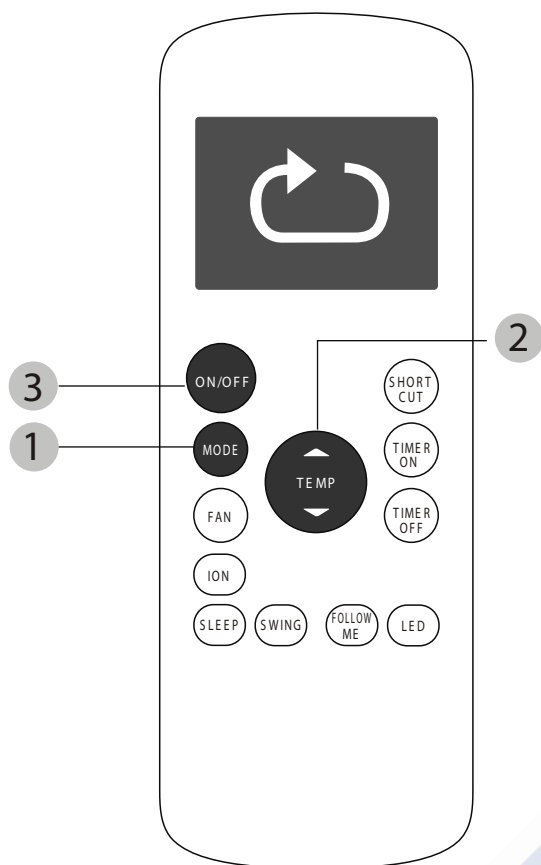 2
3
ON/OFF
SHORT
CUT
1
MODE
TEMP
TIMER
ON
FAN
TIMER
OFF
ION
SLEEP
SWING
FOLLOW
ME
LED